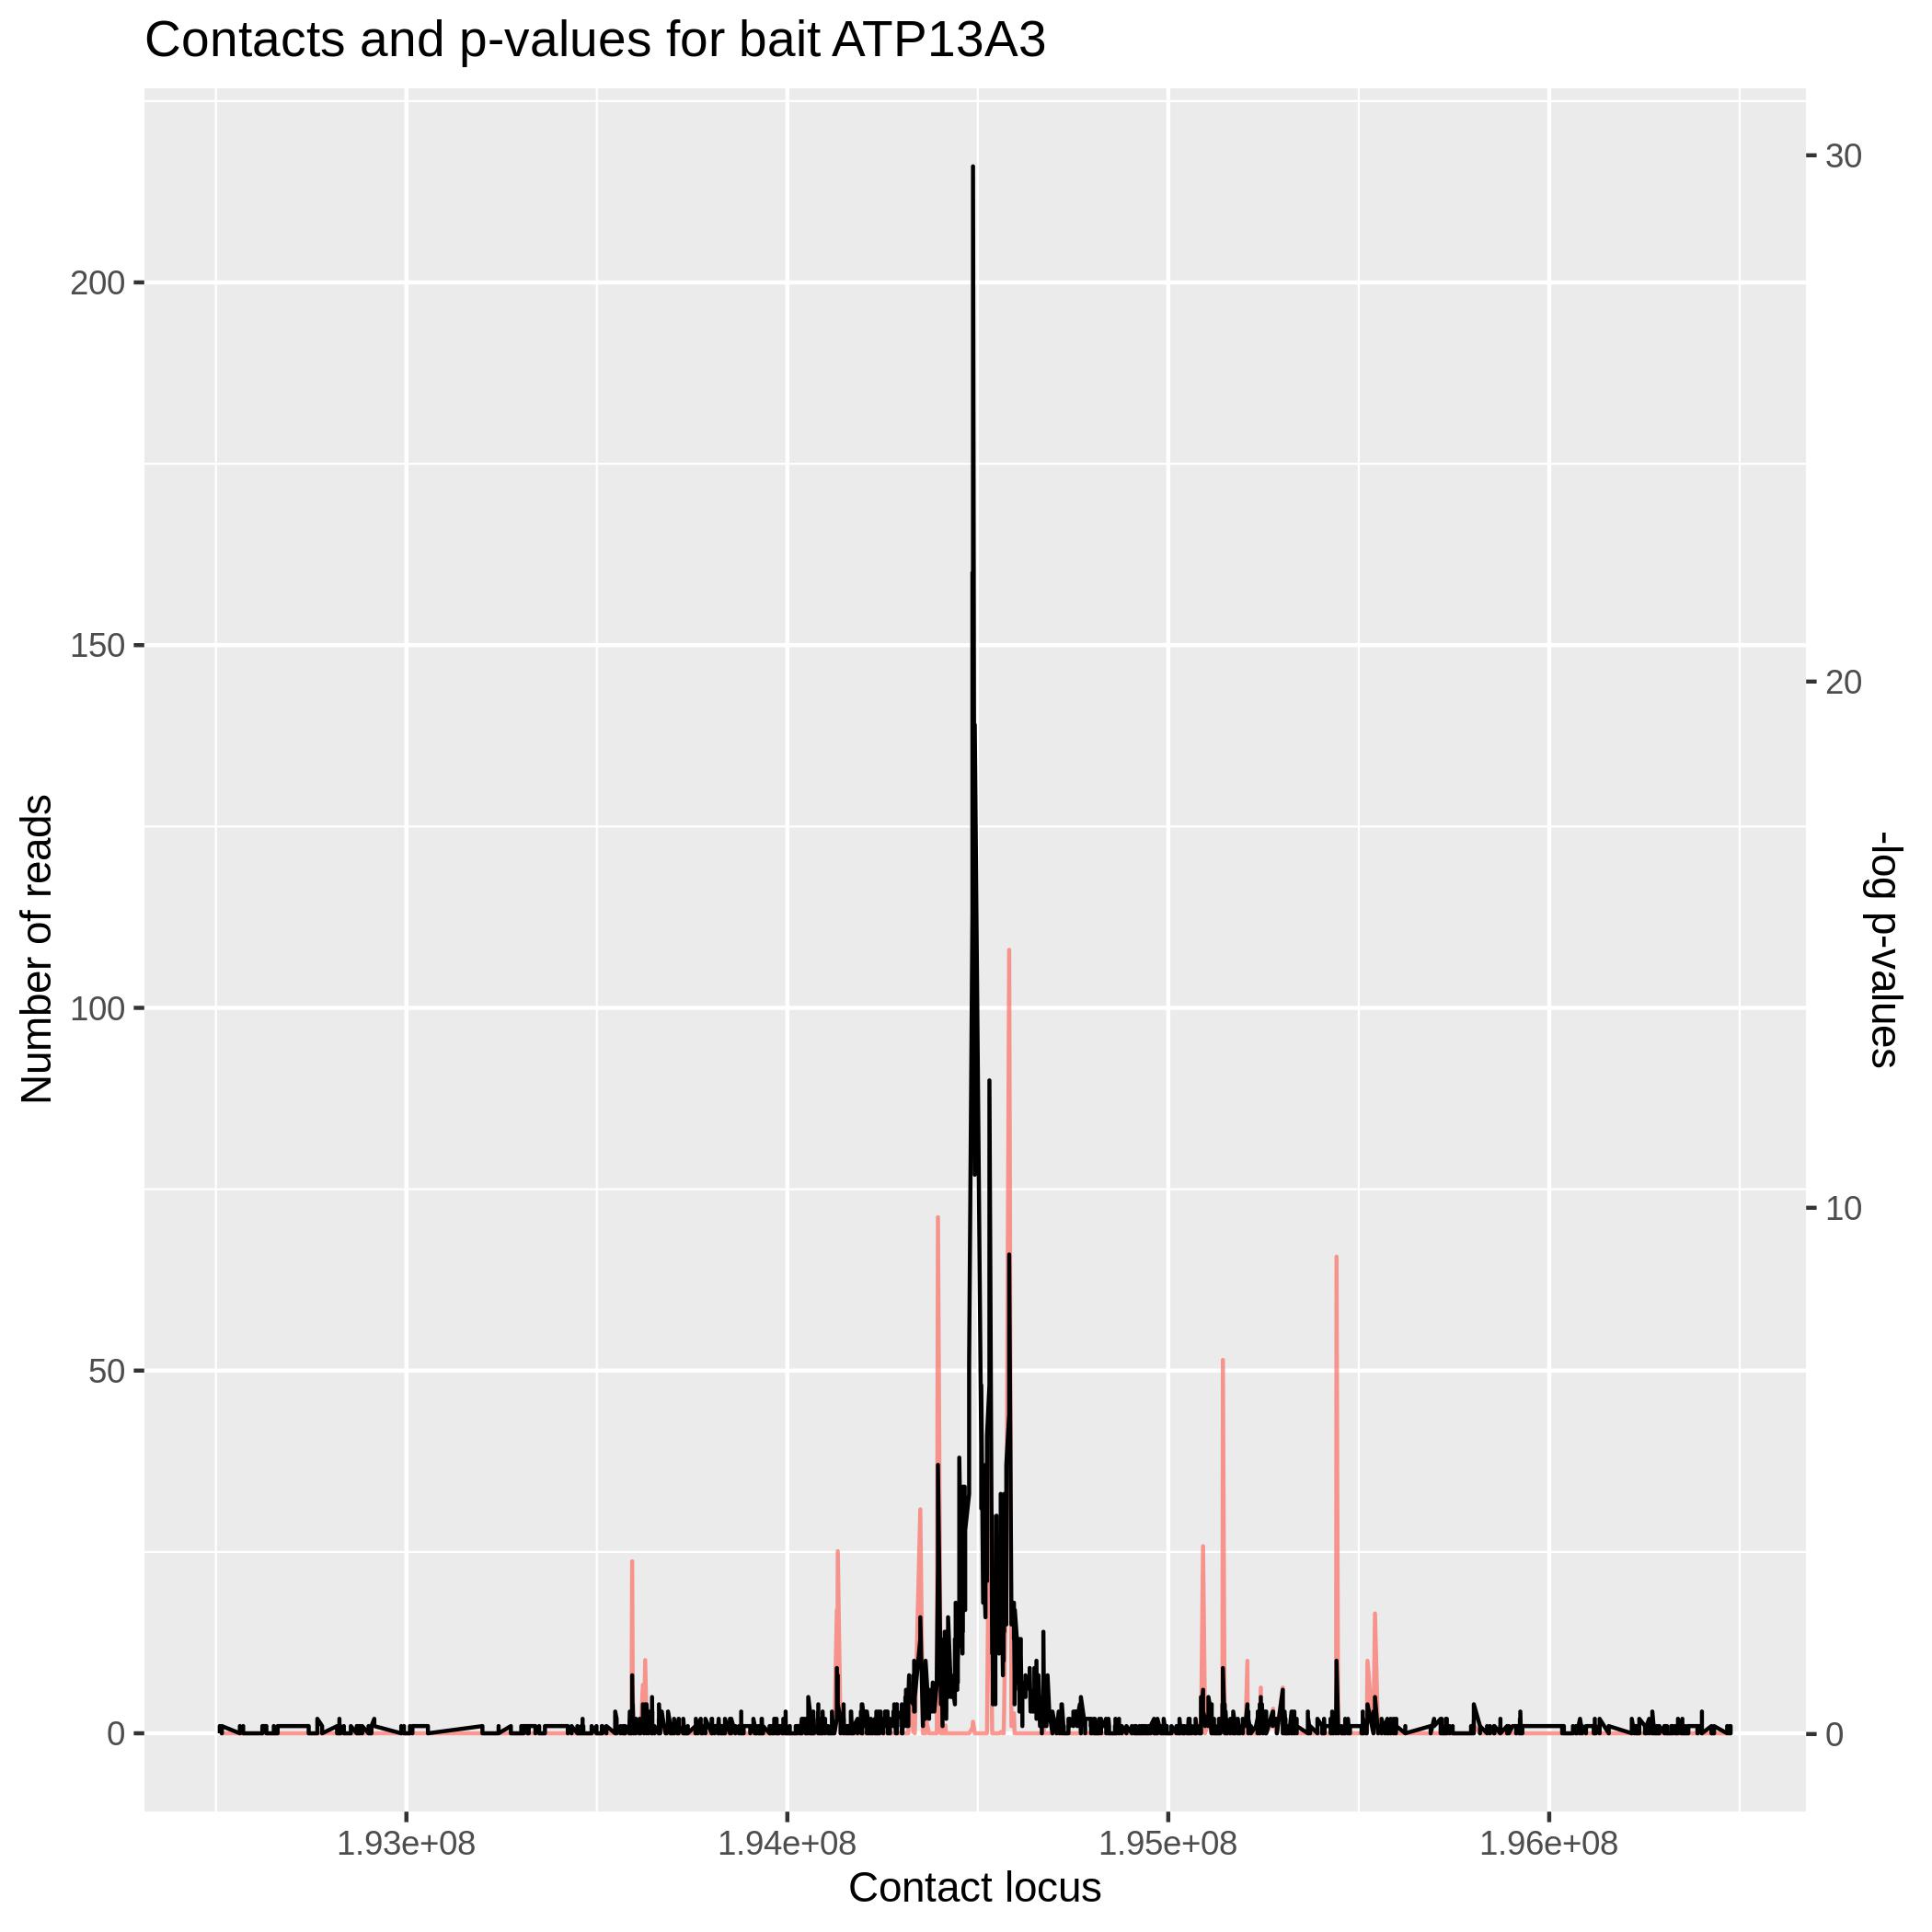 Contacts and p-values for bait ATP13A3
Number of reads
200
150
100
50
0
30
20
10
0
-log p-values
1.93e+08
1.94e+08
1.95e+08
1.96e+08
Contact locus